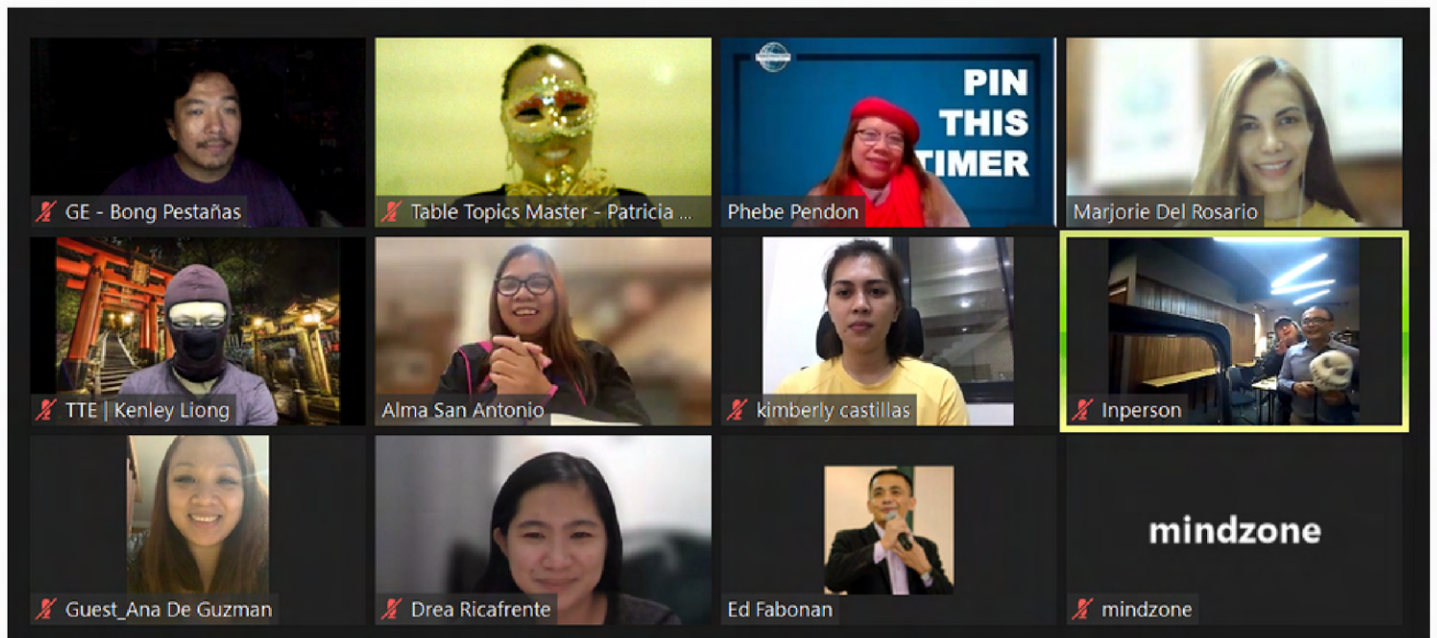 PIN
THIS
TIMER
GE - Bong Pestañas
Table Topics Master - Patricia ...
Phebe Pendon
Marjorie Del Rosario
TTE | Kenley Liong
Alma San Antonio
kimberly castillas
Inperson
mindzone
Guest_Ana De Guzman
Drea Ricafrente
Ed Fabonan
mindzone